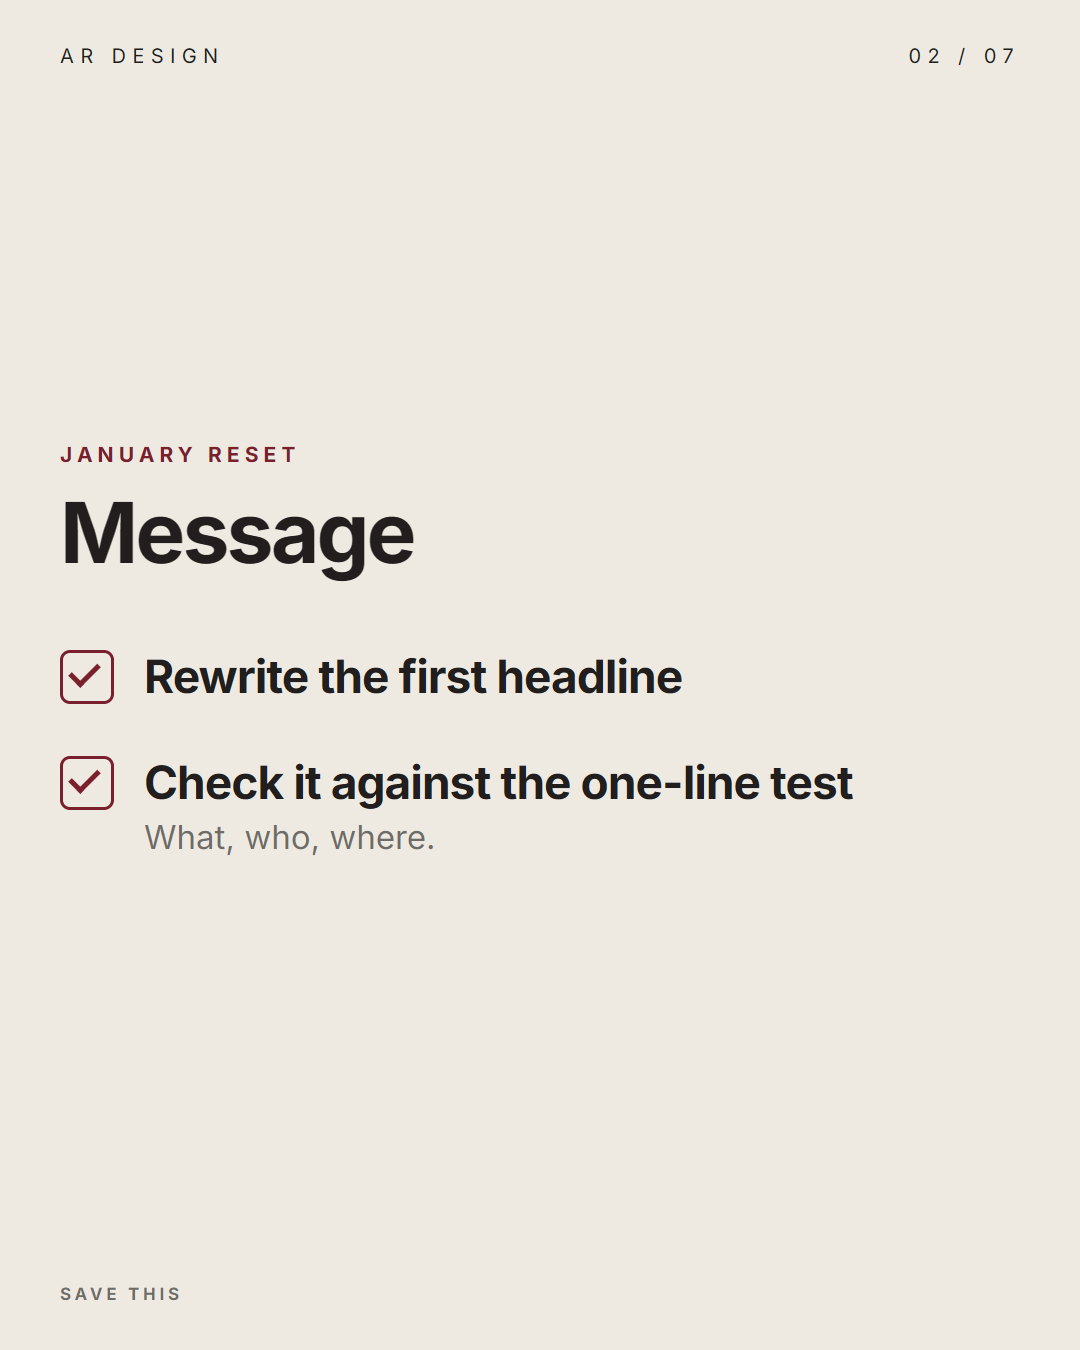 AR DESIGN
02 / 07
JANUARY RESET
Message
Rewrite the first headline
Check it against the one-line test
What, who, where.
SAVE THIS